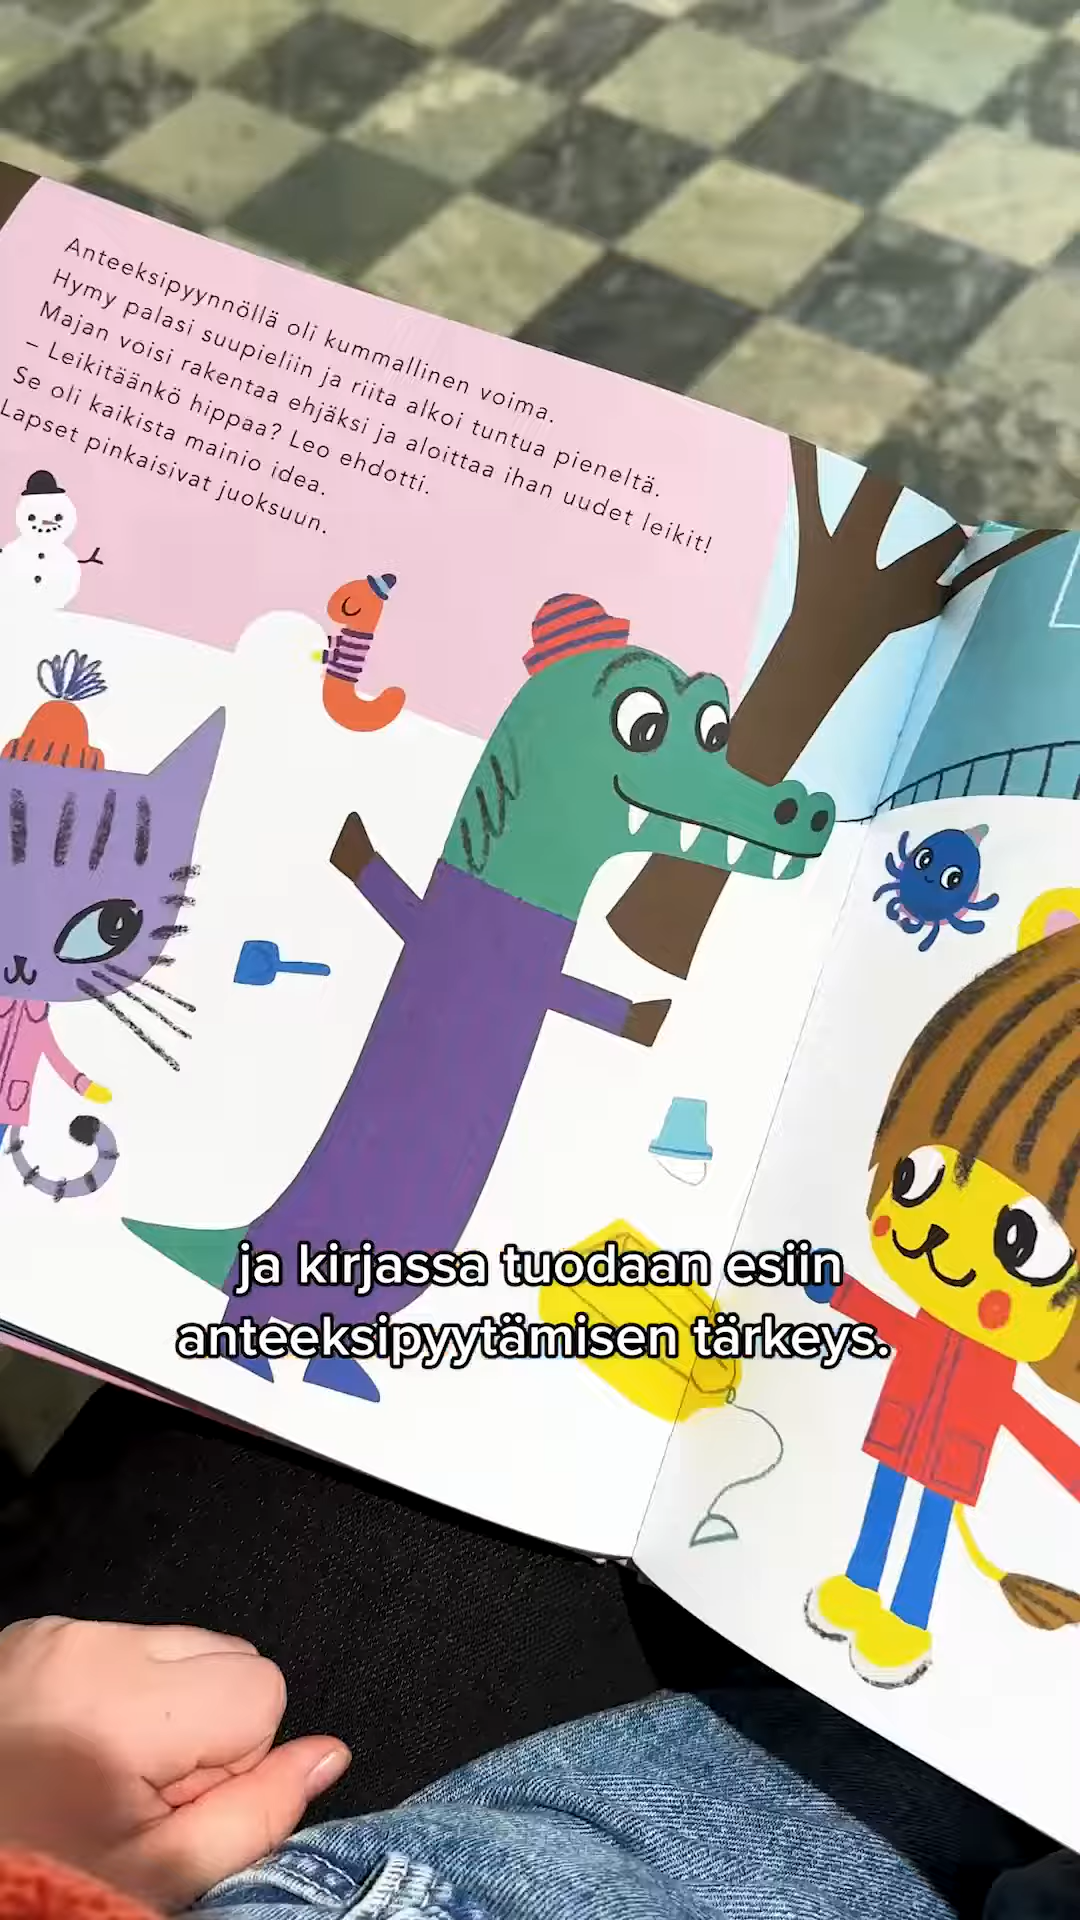 Anteeksipyynnöllä oli kummallinen voima.
Hymy palasi suupieliin ja riita alkoi tuntua pieneltä.
Majan voisi rakentaa ehjäksi ja aloittaa ihan uudet leikit!
– Leikitäänkö hippaa? Leo ehdotti.
Se oli kaikista mainio idea.
Lapset pinkaisivat juoksuun.
ja kirjassa tuodaan esiin
anteeksipyytämisen tärkeys.